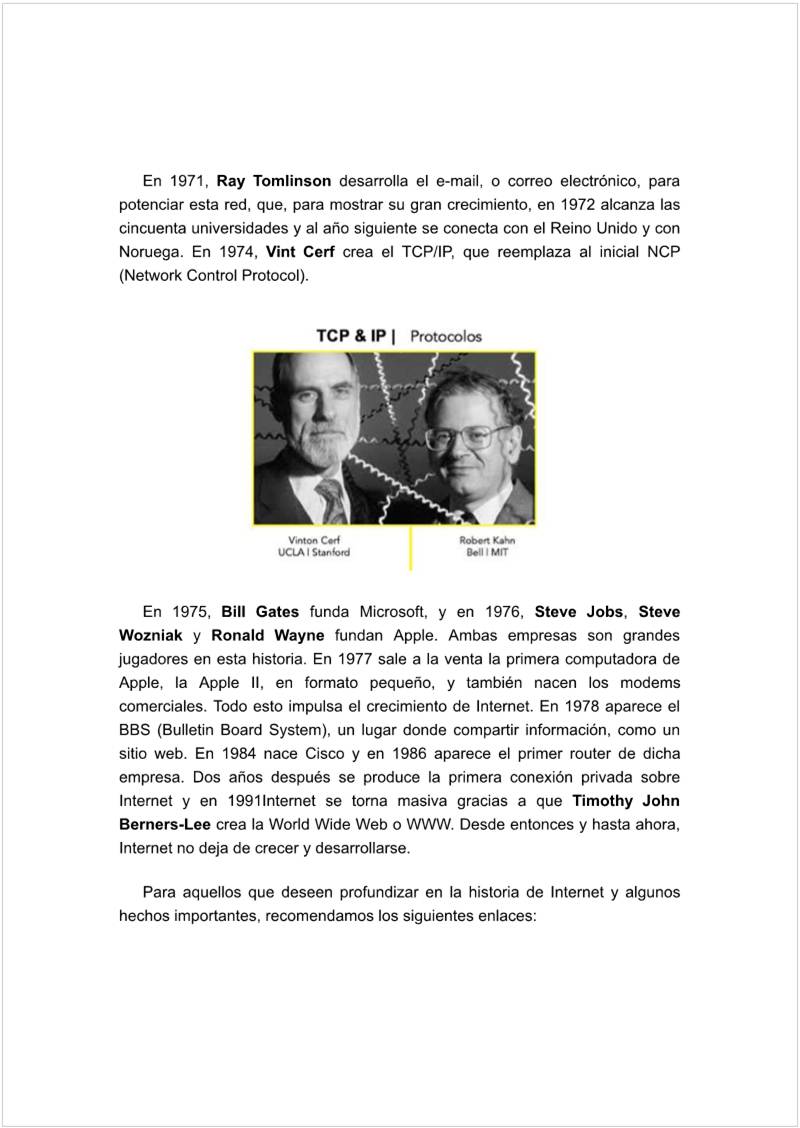 En 1971, Ray Tomlinson desarrolla el e-mail, o correo electrónico, para
potenciar esta red, que, para mostrar su gran crecimiento, en 1972 alcanza las
cincuenta universidades y al año siguiente se conecta con el Reino Unido y con
Noruega. En 1974, Vint Cerf crea el TCP/IP, que reemplaza al inicial NCP
(Network Control Protocol).
TCP & IP | Protocolos
Vinton Cerf
UCLA | Stanford
Robert Kahn
Bell | MIT
En 1975, Bill Gates funda Microsoft, y en 1976, Steve Jobs, Steve
Wozniak y Ronald Wayne fundan Apple. Ambas empresas son grandes
jugadores en esta historia. En 1977 sale a la venta la primera computadora de
Apple, la Apple II, en formato pequeño, y también nacen los modems
comerciales. Todo esto impulsa el crecimiento de Internet. En 1978 aparece el
BBS (Bulletin Board System), un lugar donde compartir información, como un
sitio web. En 1984 nace Cisco y en 1986 aparece el primer router de dicha
empresa. Dos años después se produce la primera conexión privada sobre
Internet y en 1991Internet se torna masiva gracias a que Timothy John
Berners-Lee crea la World Wide Web o WWW. Desde entonces y hasta ahora,
Internet no deja de crecer y desarrollarse.
Para aquellos que deseen profundizar en la historia de Internet y algunos
hechos importantes, recomendamos los siguientes enlaces: